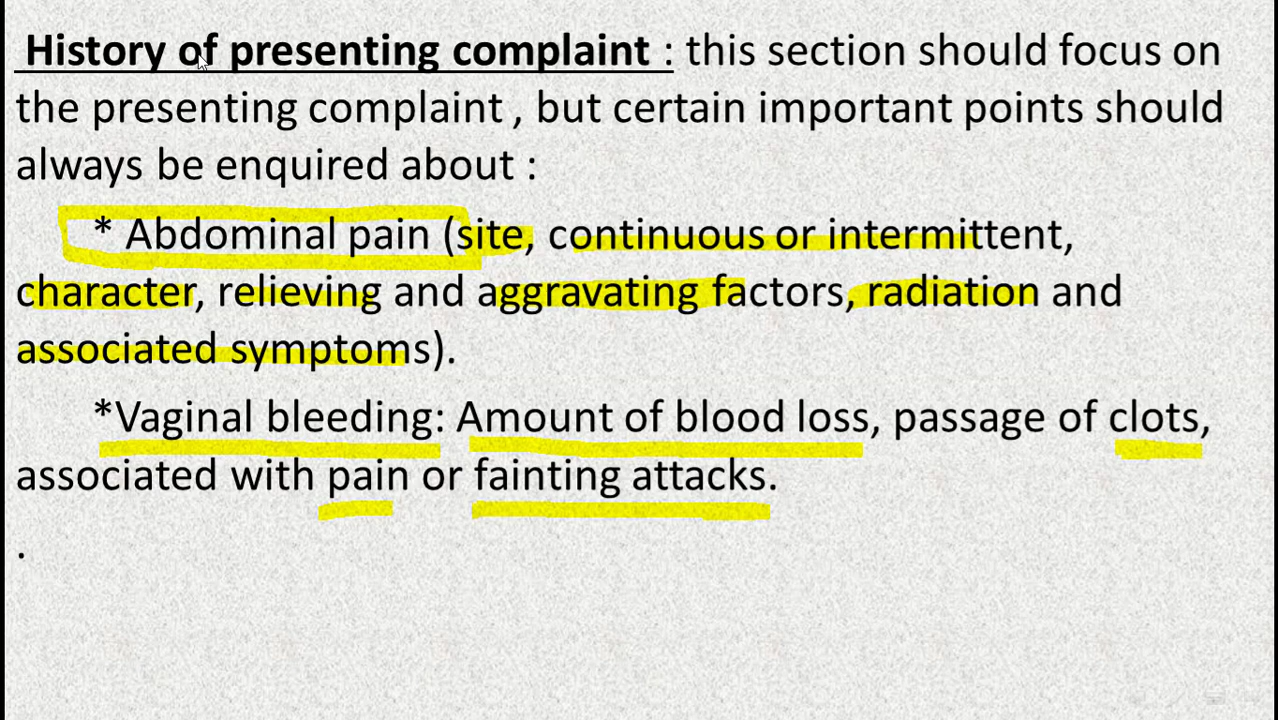 History of presenting complaint : this section should focus on
the presenting complaint , but certain important points should
always be enquired about :
* Abdominal pain (site, continuous or intermittent,
character, relieving and aggravating factors, radiation and
associated symptoms).
*Vaginal bleeding: Amount of blood loss, passage of clots,
associated with pain or fainting attacks.
.